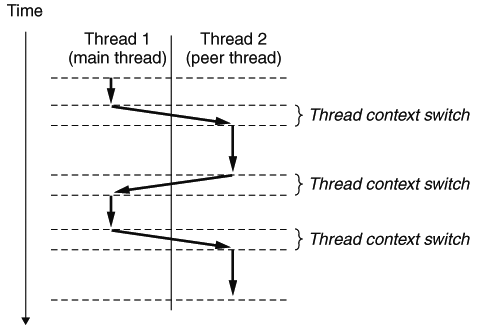 Time
Thread 1
(main thread)
Thread 2
(peer thread)
Thread context switch
Thread context switch
Thread context switch